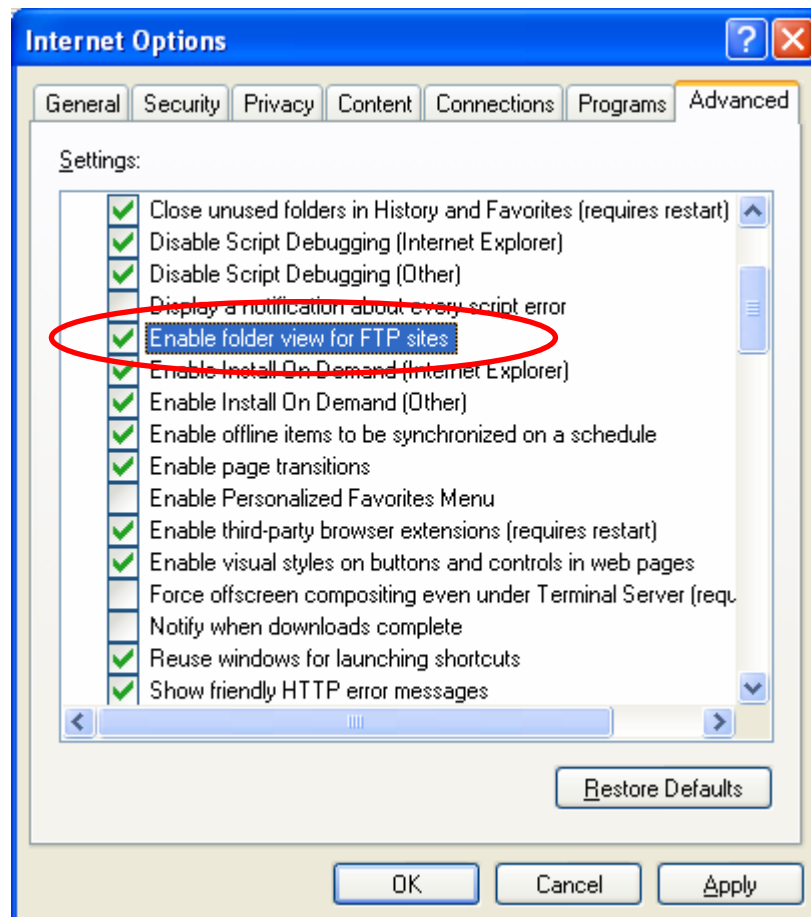 Internet Options
General Security Privacy Content Connections Programs Advanced
Settings:
Close unused folders in History and Favorites (requires restart)
Disable Script Debugging (Internet Explorer)
Disable Script Debugging (Other)
Display a notification about every script error
Enable folder view for FTP sites
Enable Install On Demand (Internet Explorer)
Enable Install On Demand (Other)
Enable offline items to be synchronized on a schedule
Enable page transitions
Enable Personalized Favorites Menu
Enable third-party browser extensions (requires restart)
Enable visual styles on buttons and controls in web pages
Force offscreen compositing even under Terminal Server (requ
Notify when downloads complete
Reuse windows for launching shortcuts
Show friendly HTTP error messages
Restore Defaults
OK Cancel Apply